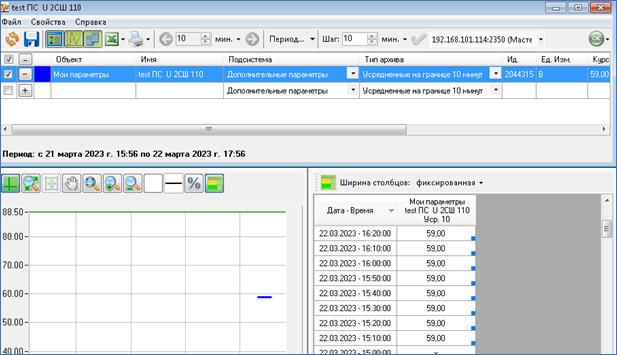 test ПС U 2СШ 110
Файл Свойства Справка
10 мин. Период... Шаг: 10 мин. 192.168.101.114:2350 (Масте OK
Объект Имя Подсистема Тип архива Ид. Ед. Изм. Курс
Мои параметры test ПС U 2СШ 110 Дополнительные параметры Усредненные на границе 10 минут 2044315 В 59,00
Дополнительные параметры Усредненные на границе 10 минут
Период: с 21 марта 2023 г. 15:56 по 22 марта 2023 г. 17:56
%
88.50
80.00
60.00
40.00
Ширина столбцов: фиксированная
Дата - Время Мои параметры
test ПС U 2СШ 110
Уср. 10
22.03.2023 - 16:20:00 59,00
22.03.2023 - 16:10:00 59,00
22.03.2023 - 16:00:00 59,00
22.03.2023 - 15:50:00 59,00
22.03.2023 - 15:40:00 59,00
22.03.2023 - 15:30:00 59,00
22.03.2023 - 15:20:00 59,00
22.03.2023 - 15:10:00 59,00
22.03.2023 - 15:00:00